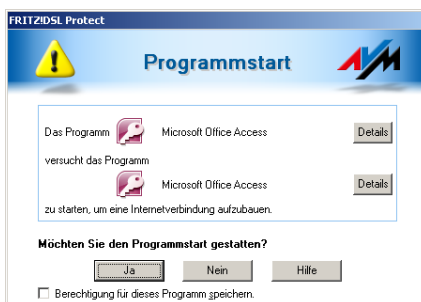 FRITZ!DSL Protect
Programmstart
AVM
Das Programm Microsoft Office Access Details
versucht das Programm
Microsoft Office Access Details
zu starten, um eine Internetverbindung aufzubauen.
Möchten Sie den Programmstart gestatten?
Ja Nein Hilfe
Berechtigung für dieses Programm speichern.